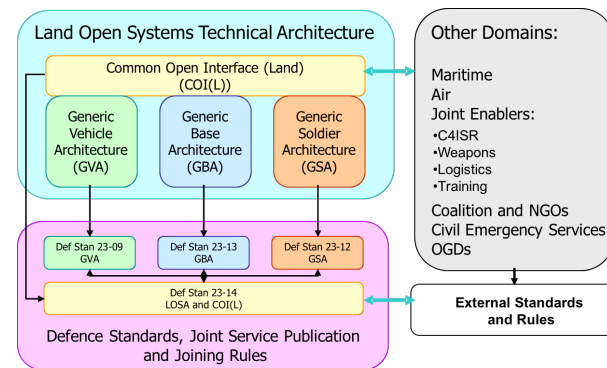 Land Open Systems Technical Architecture
Common Open Interface (Land)
(COI(L))
Generic
Vehicle
Architecture
(GVA)
Generic
Base
Architecture
(GBA)
Generic
Soldier
Architecture
(GSA)
Other Domains:
Maritime
Air
Joint Enablers:
•C4ISR
•Weapons
•Logistics
•Training
Coalition and NGOs
Civil Emergency Services
OGDs
Def Stan 23-09
GVA
Def Stan 23-13
GBA
Def Stan 23-12
GSA
Def Stan 23-14
LOSA and COI(L)
External Standards
and Rules
Defence Standards, Joint Service Publication
and Joining Rules